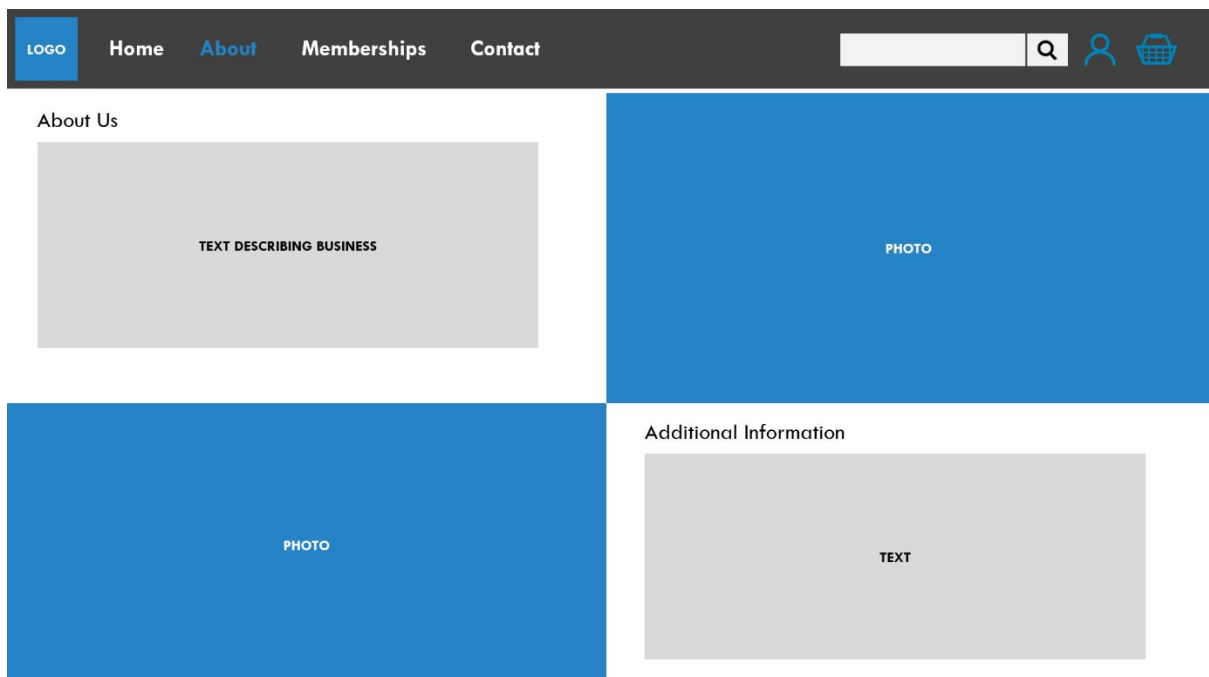 LOGO Home About Memberships Contact
About Us
TEXT DESCRIBING BUSINESS
PHOTO
PHOTO
Additional Information
TEXT